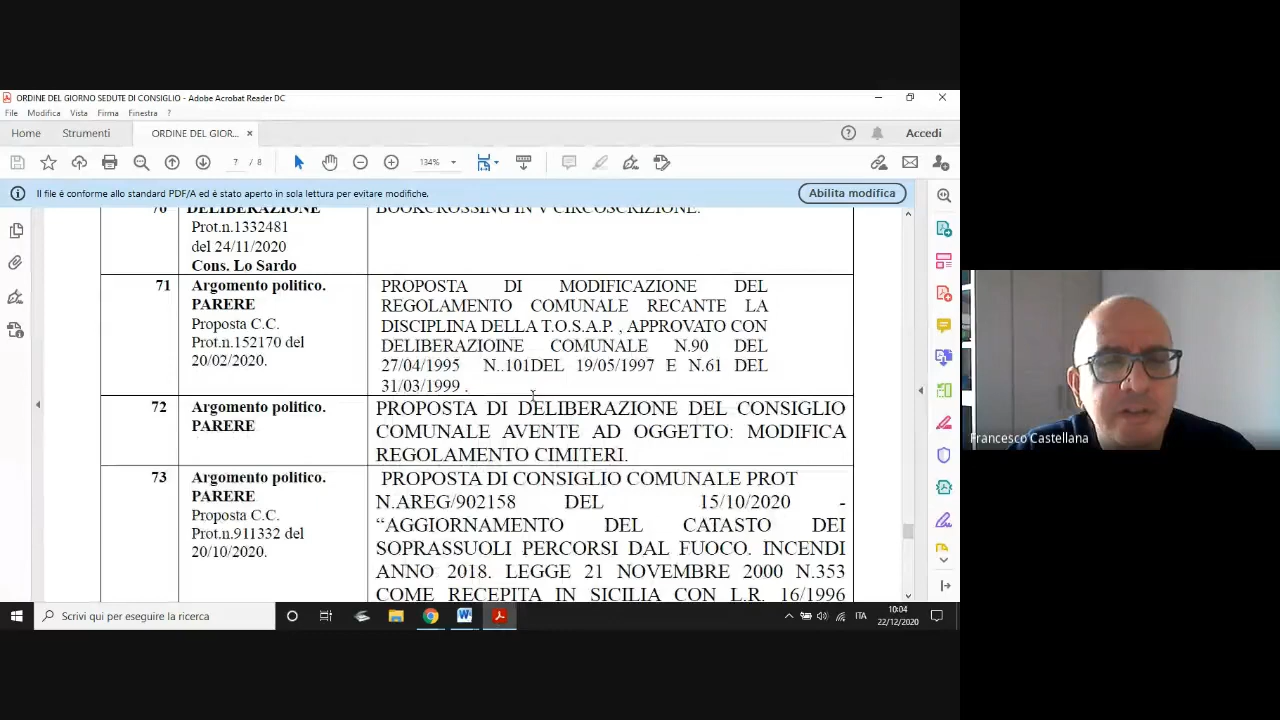 ORDINE DEL GIORNO SEDUTE DI CONSIGLIO - Adobe Acrobat Reader DC
File Modifica Vista Firma Finestra ?
Home Strumenti ORDINE DEL GIOR... × Accedi
7 / 8 134%
Il file è conforme allo standard PDF/A ed è stato aperto in sola lettura per evitare modifiche. Abilita modifica
70 DELIBERAZIONE
Prot.n.1332481
del 24/11/2020
Cons. Lo Sardo
BOOKCROSSING IN V CIRCOSCRIZIONE.
71 Argomento politico.
PARERE
Proposta C.C.
Prot.n.152170 del
20/02/2020.
PROPOSTA DI MODIFICAZIONE DEL
REGOLAMENTO COMUNALE RECANTE LA
DISCIPLINA DELLA T.O.S.A.P. , APPROVATO CON
DELIBERAZIOINE COMUNALE N.90 DEL
27/04/1995 N..101DEL 19/05/1997 E N.61 DEL
31/03/1999 .
72 Argomento politico.
PARERE
PROPOSTA DI DELIBERAZIONE DEL CONSIGLIO
COMUNALE AVENTE AD OGGETTO: MODIFICA
REGOLAMENTO CIMITERI.
73 Argomento politico.
PARERE
Proposta C.C.
Prot.n.911332 del
20/10/2020.
PROPOSTA DI CONSIGLIO COMUNALE PROT
N.AREG/902158 DEL 15/10/2020 -
“AGGIORNAMENTO DEL CATASTO DEI
SOPRASSUOLI PERCORSI DAL FUOCO. INCENDI
ANNO 2018. LEGGE 21 NOVEMBRE 2000 N.353
COME RECEPITA IN SICILIA CON L.R. 16/1996
Scrivi qui per eseguire la ricerca
ITA
10:04
22/12/2020
Francesco Castellana